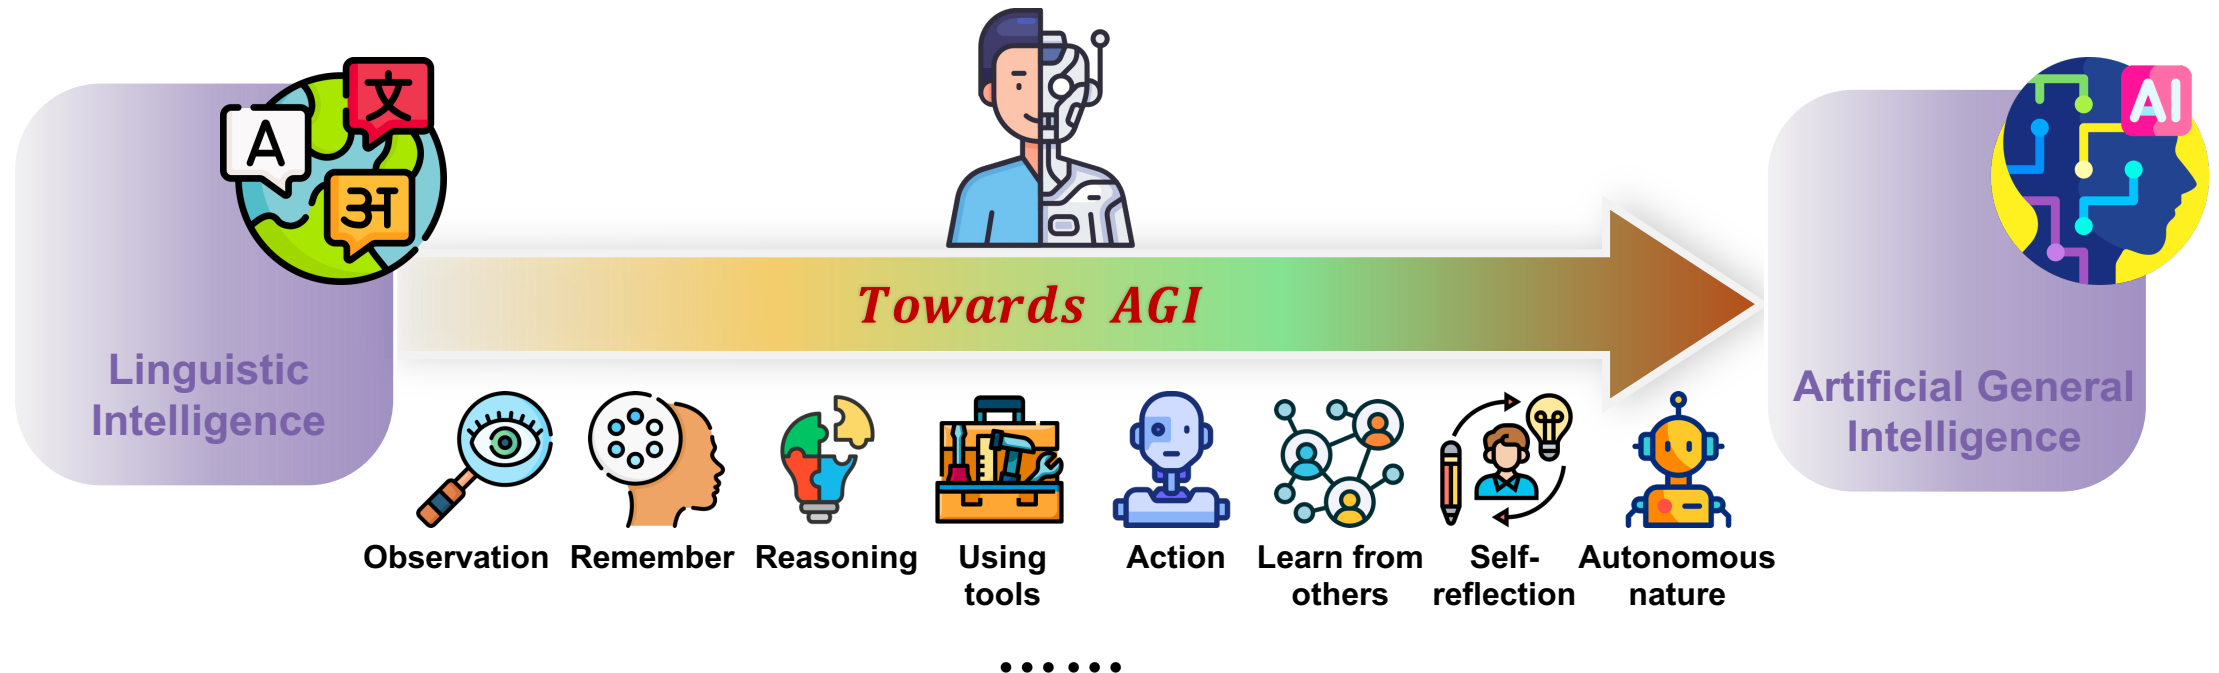 A
文
अ
AI
Towards AGI
Linguistic
Intelligence
Artificial General
Intelligence
Observation
Remember
Reasoning
Using
tools
Action
Learn from
others
Self-
reflection
Autonomous
nature
……